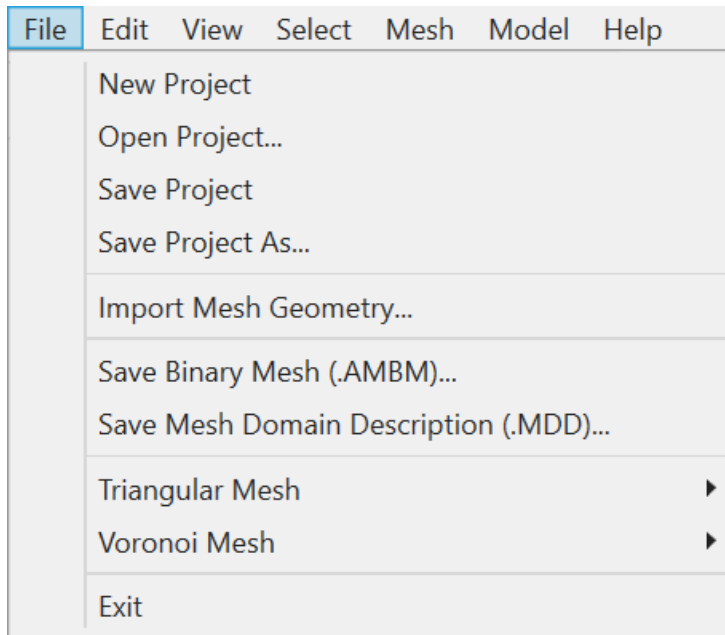 File Edit View Select Mesh Model Help
New Project
Open Project...
Save Project
Save Project As...
Import Mesh Geometry...
Save Binary Mesh (.AMBM)...
Save Mesh Domain Description (.MDD)...
Triangular Mesh
Voronoi Mesh
Exit